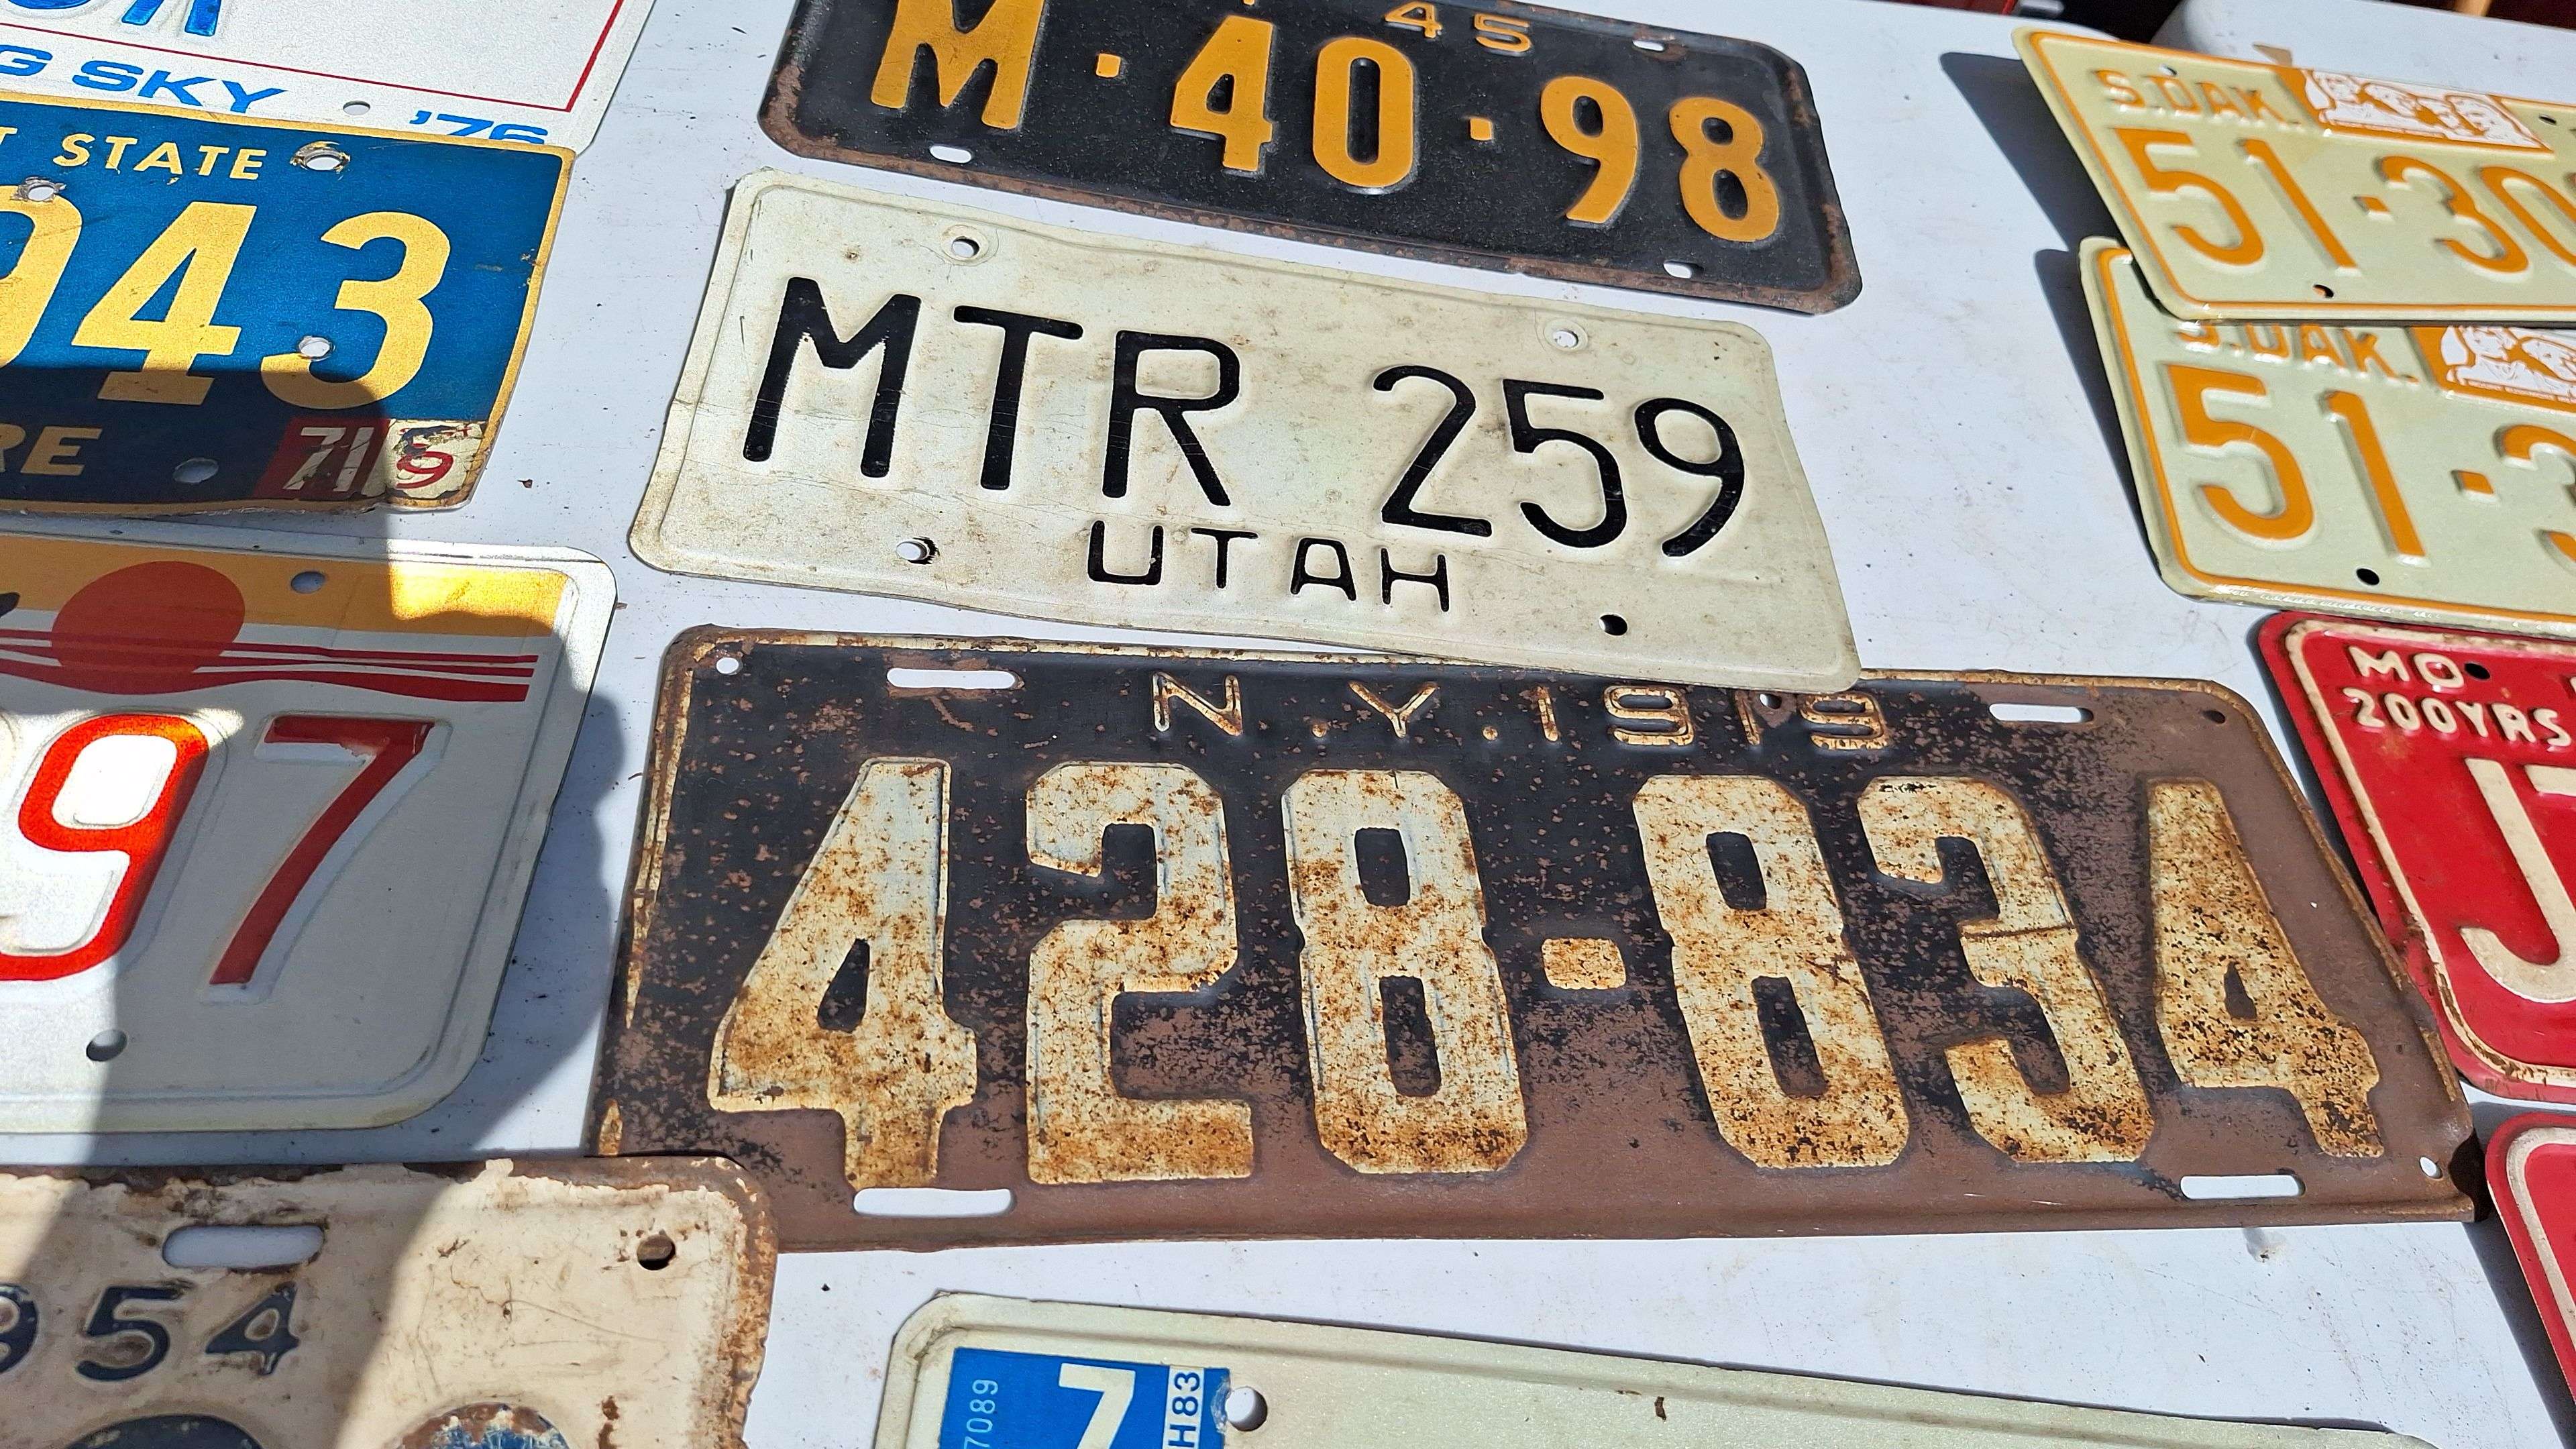 G SKY
'76
STATE
943
RE
71
S
97
954
45
M·40·98
MTR 259
UTAH
N.Y.1919
428-834
7089
7
H83
S.DAK.
51·30
S.DAK.
51·3
MO
200YRS
J